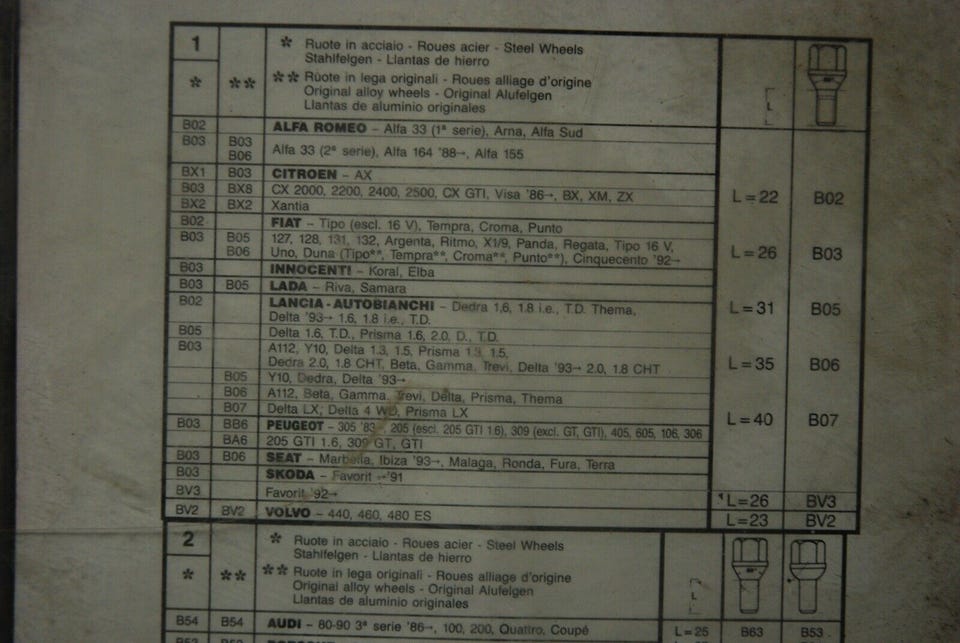 1 * Ruote in acciaio - Roues acier - Steel Wheels
Stahlfelgen - Llantas de hierro
* ** ** Ruote in lega originali - Roues alliage d'origine
Original alloy wheels - Original Alufelgen
Llantas de aluminio originales
L
B02 ALFA ROMEO – Alfa 33 (1ª serie), Arna, Alfa Sud
B03 B03 Alfa 33 (2ª serie), Alfa 164 '88→, Alfa 155
B06
BX1 B03 CITROEN – AX
B03 BX8 CX 2000, 2200, 2400, 2500, CX GTI, Visa '86→, BX, XM, ZX
BX2 BX2 Xantia
L=22 B02
B02 FIAT – Tipo (escl. 16 V), Tempra, Croma, Punto
B03 B05 127, 128, 131, 132, Argenta, Ritmo, X1/9, Panda, Regata, Tipo 16 V,
B06 Uno, Duna (Tipo**, Tempra**, Croma**, Punto**), Cinquecento '92→
L=26 B03
B03 INNOCENTI – Koral, Elba
B03 B05 LADA – Riva, Samara
B02 LANCIA-AUTOBIANCHI – Dedra 1,6, 1.8 i.e., T.D. Thema,
Delta '93→ 1.6, 1.8 i.e., T.D.
L=31 B05
B05 Delta 1.6, T.D., Prisma 1.6, 2.0, D., T.D.
B03 A112, Y10, Delta 1.3, 1.5, Prisma 1.3, 1.5,
Dedra 2.0, 1.8 CHT, Beta, Gamma, Trevi, Delta '93→ 2.0, 1.8 CHT
L=35 B06
B05 Y10, Dedra, Delta '93→
B06 A112, Beta, Gamma, Trevi, Delta, Prisma, Thema
B07 Delta LX, Delta 4 WD, Prisma LX
L=40 B07
B03 BB6 PEUGEOT – 305 '83, 205 (escl. 205 GTI 1.6), 309 (excl. GT, GTI), 405, 605, 106, 306
BA6 205 GTI 1.6, 309 GT, GTI
B03 B06 SEAT – Marbella, Ibiza '93→, Malaga, Ronda, Fura, Terra
B03 SKODA – Favorit →'91
BV3 Favorit '92→
L=26 BV3
BV2 BV2 VOLVO – 440, 460, 480 ES
L=23 BV2
2 * Ruote in acciaio - Roues acier - Steel Wheels
Stahlfelgen - Llantas de hierro
* ** ** Ruote in lega originali - Roues alliage d'origine
Original alloy wheels - Original Alufelgen
Llantas de aluminio originales
L
B54 B54 AUDI – 80-90 3ª serie '86→, 100, 200, Quattro, Coupé
L=25 B63 B53